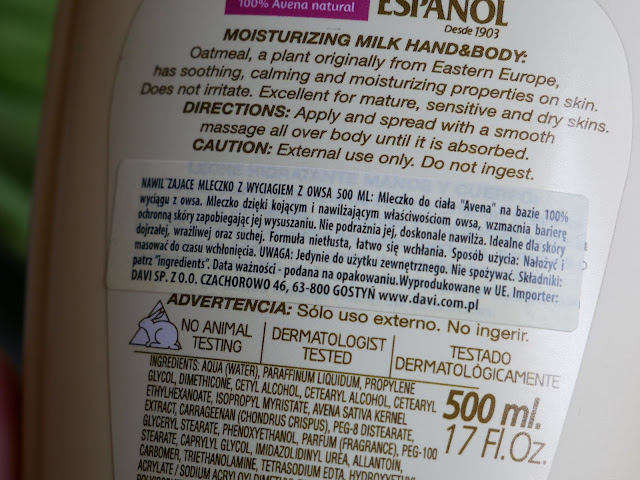 100% Avena natural
ESPAÑOL
Desde 1903
MOISTURIZING MILK HAND&BODY:
Oatmeal, a plant originally from Eastern Europe,
has soothing, calming and moisturizing properties on skin.
Does not irritate. Excellent for mature, sensitive and dry skins.
DIRECTIONS: Apply and spread with a smooth
massage all over body until it is absorbed.
CAUTION: External use only. Do not ingest.
NAWILŻAJĄCE MLECZKO Z WYCIĄGIEM Z OWSA 500 ML: Mleczko do ciała "Avena" na bazie 100%
wyciągu z owsa. Mleczko dzięki kojącym i nawilżającym właściwościom owsa, wzmacnia barierę
ochronną skóry zapobiegając jej wysuszaniu. Nie podrażnia jej, doskonale nawilża. Idealne dla skóry
dojrzałej, wrażliwej oraz suchej. Formuła nietłusta, łatwo się wchłania. Sposób użycia: Nałożyć i
masować do czasu wchłonięcia. UWAGA: Jedynie do użytku zewnętrznego. Nie spożywać. Składniki:
patrz "ingredients". Data ważności - podana na opakowaniu.Wyprodukowane w UE. Importer:
DAVI SP. Z O.O. CZACHOROWO 46, 63-800 GOSTYŃ www.davi.com.pl
ADVERTENCIA: Sólo uso externo. No ingerir.
NO ANIMAL
TESTING
DERMATOLOGIST
TESTED
TESTADO
DERMATOLÓGICAMENTE
INGREDIENTS: AQUA (WATER), PARAFFINUM LIQUIDUM, PROPYLENE
GLYCOL, DIMETHICONE, CETYL ALCOHOL, CETEARYL ALCOHOL, CETEARYL
ETHYLHEXANOATE, ISOPROPYL MYRISTATE, AVENA SATIVA KERNEL
EXTRACT, CARRAGEENAN (CHONDRUS CRISPUS), PEG-8 DISTEARATE,
GLYCERYL STEARATE, PHENOXYETHANOL, PARFUM (FRAGRANCE), PEG-100
STEARATE, CAPRYLYL GLYCOL, IMIDAZOLIDINYL UREA, ALLANTOIN,
CARBOMER, TRIETHANOLAMINE, TETRASODIUM EDTA, HYDROXYETHYL
ACRYLATE / SODIUM ACRYLOYLDIMETHYL
500 ml.
17 Fl.Oz.